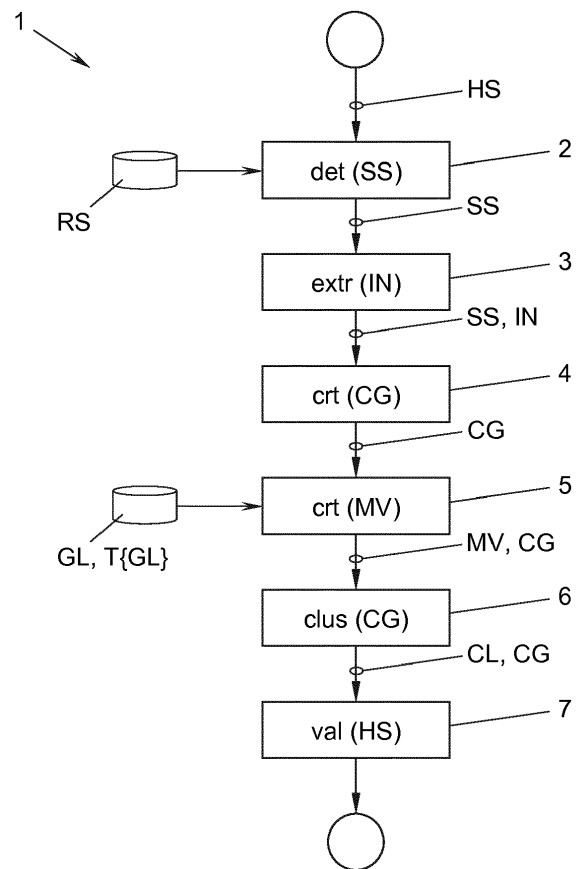 1
HS
2
det (SS)
RS
SS
3
extr (IN)
SS, IN
4
crt (CG)
CG
5
crt (MV)
GL, T{GL}
MV, CG
6
clus (CG)
CL, CG
7
val (HS)